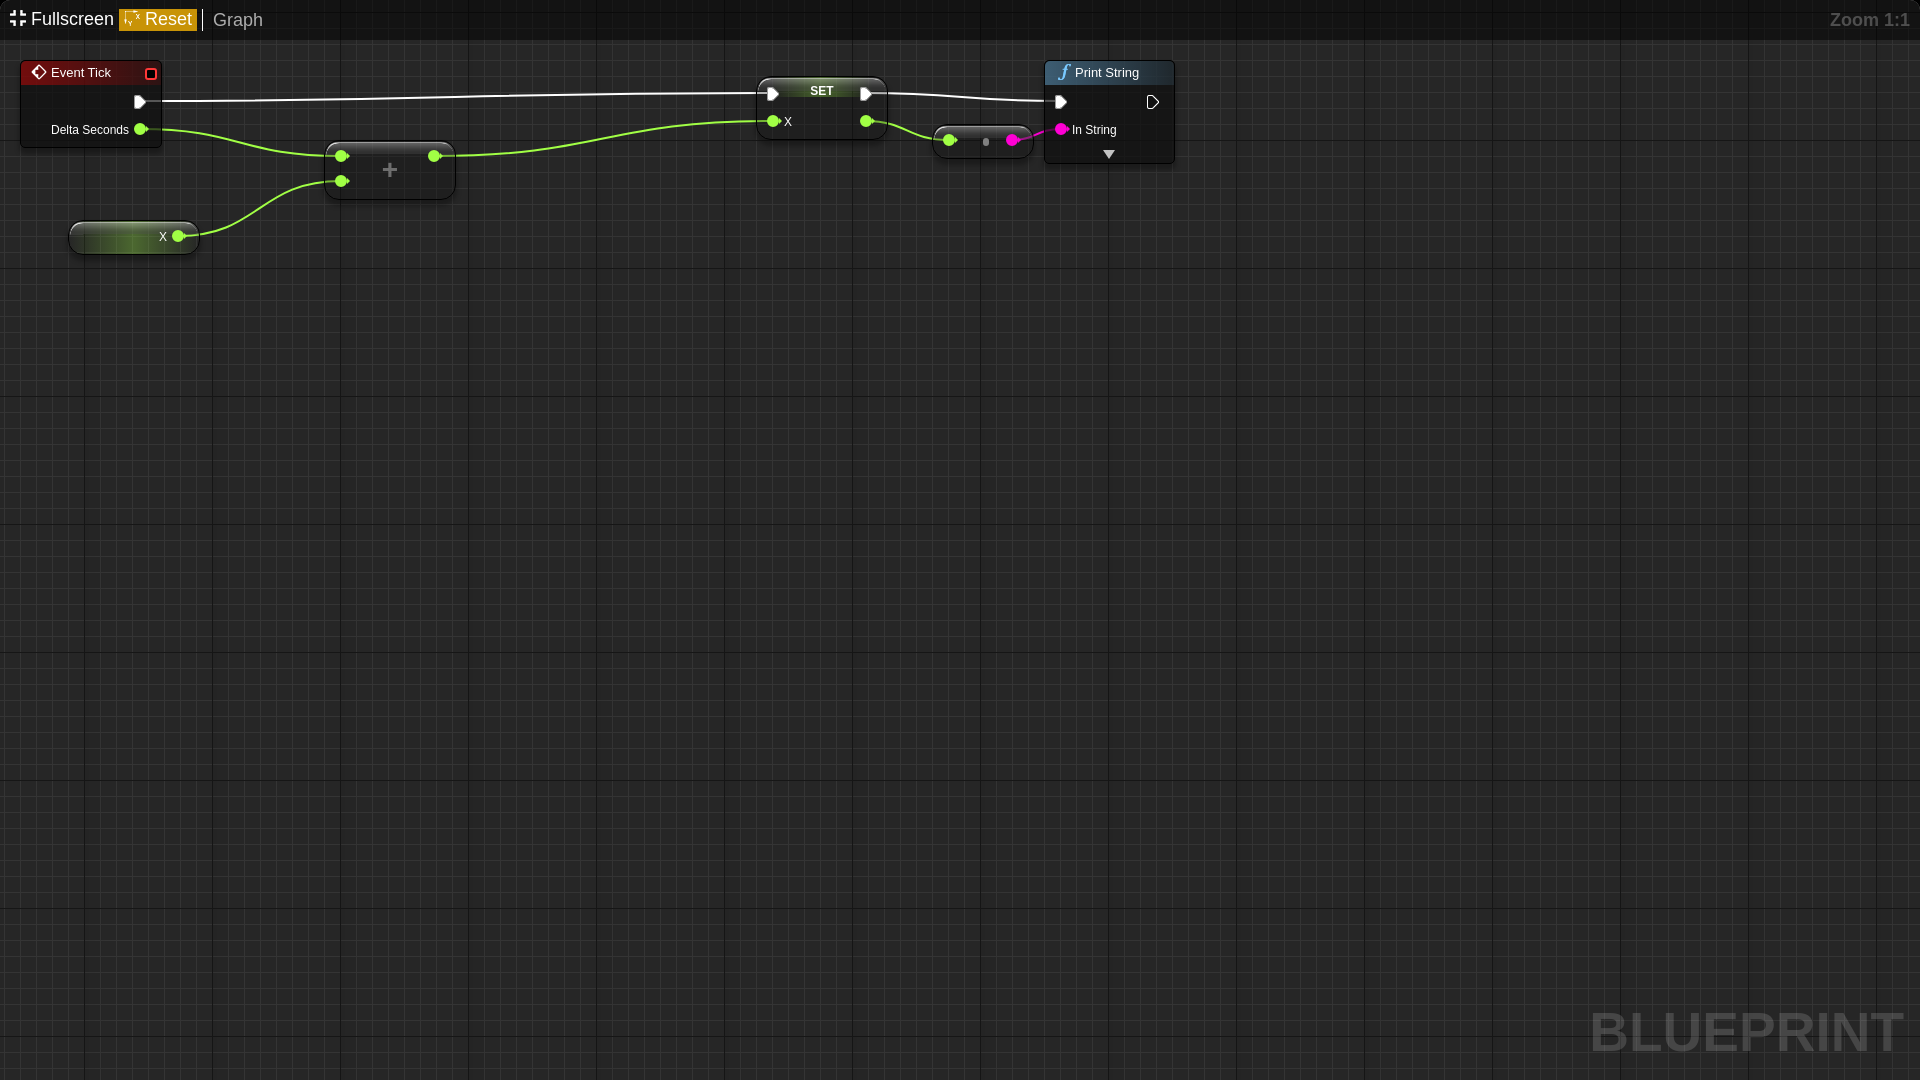 Fullscreen Reset Graph Zoom 1:1
Event Tick
Delta Seconds
+
X
SET
X
Print String
In String
BLUEPRINT